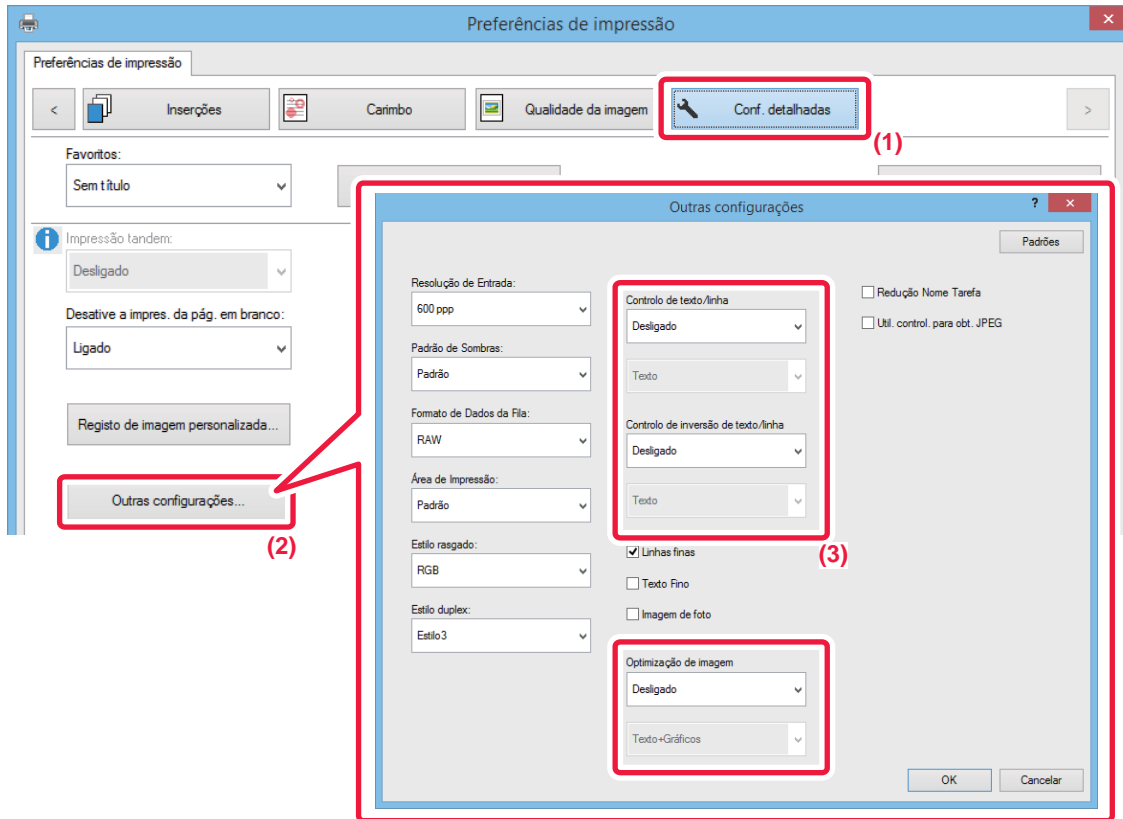 Preferências de impressão
Preferências de impressão
Inserções
Carimbo
Qualidade da imagem
Conf. detalhadas
(1)
Favoritos:
Sem título
Impressão tandem:
Desligado
Desative a impres. da pág. em branco:
Ligado
Registo de imagem personalizada...
Outras configurações...
(2)
Outras configurações
?
Padrões
Resolução de Entrada:
600 ppp
Padrão de Sombras:
Padrão
Formato de Dados da Fila:
RAW
Área de Impressão:
Padrão
Estilo rasgado:
RGB
Estilo duplex:
Estilo3
Controlo de texto/linha
Desligado
Texto
Controlo de inversão de texto/linha
Desligado
Texto
(3)
Linhas finas
Texto Fino
Imagem de foto
Optimização de imagem
Desligado
Texto+Gráficos
Redução Nome Tarefa
Util. control. para obt. JPEG
OK
Cancelar